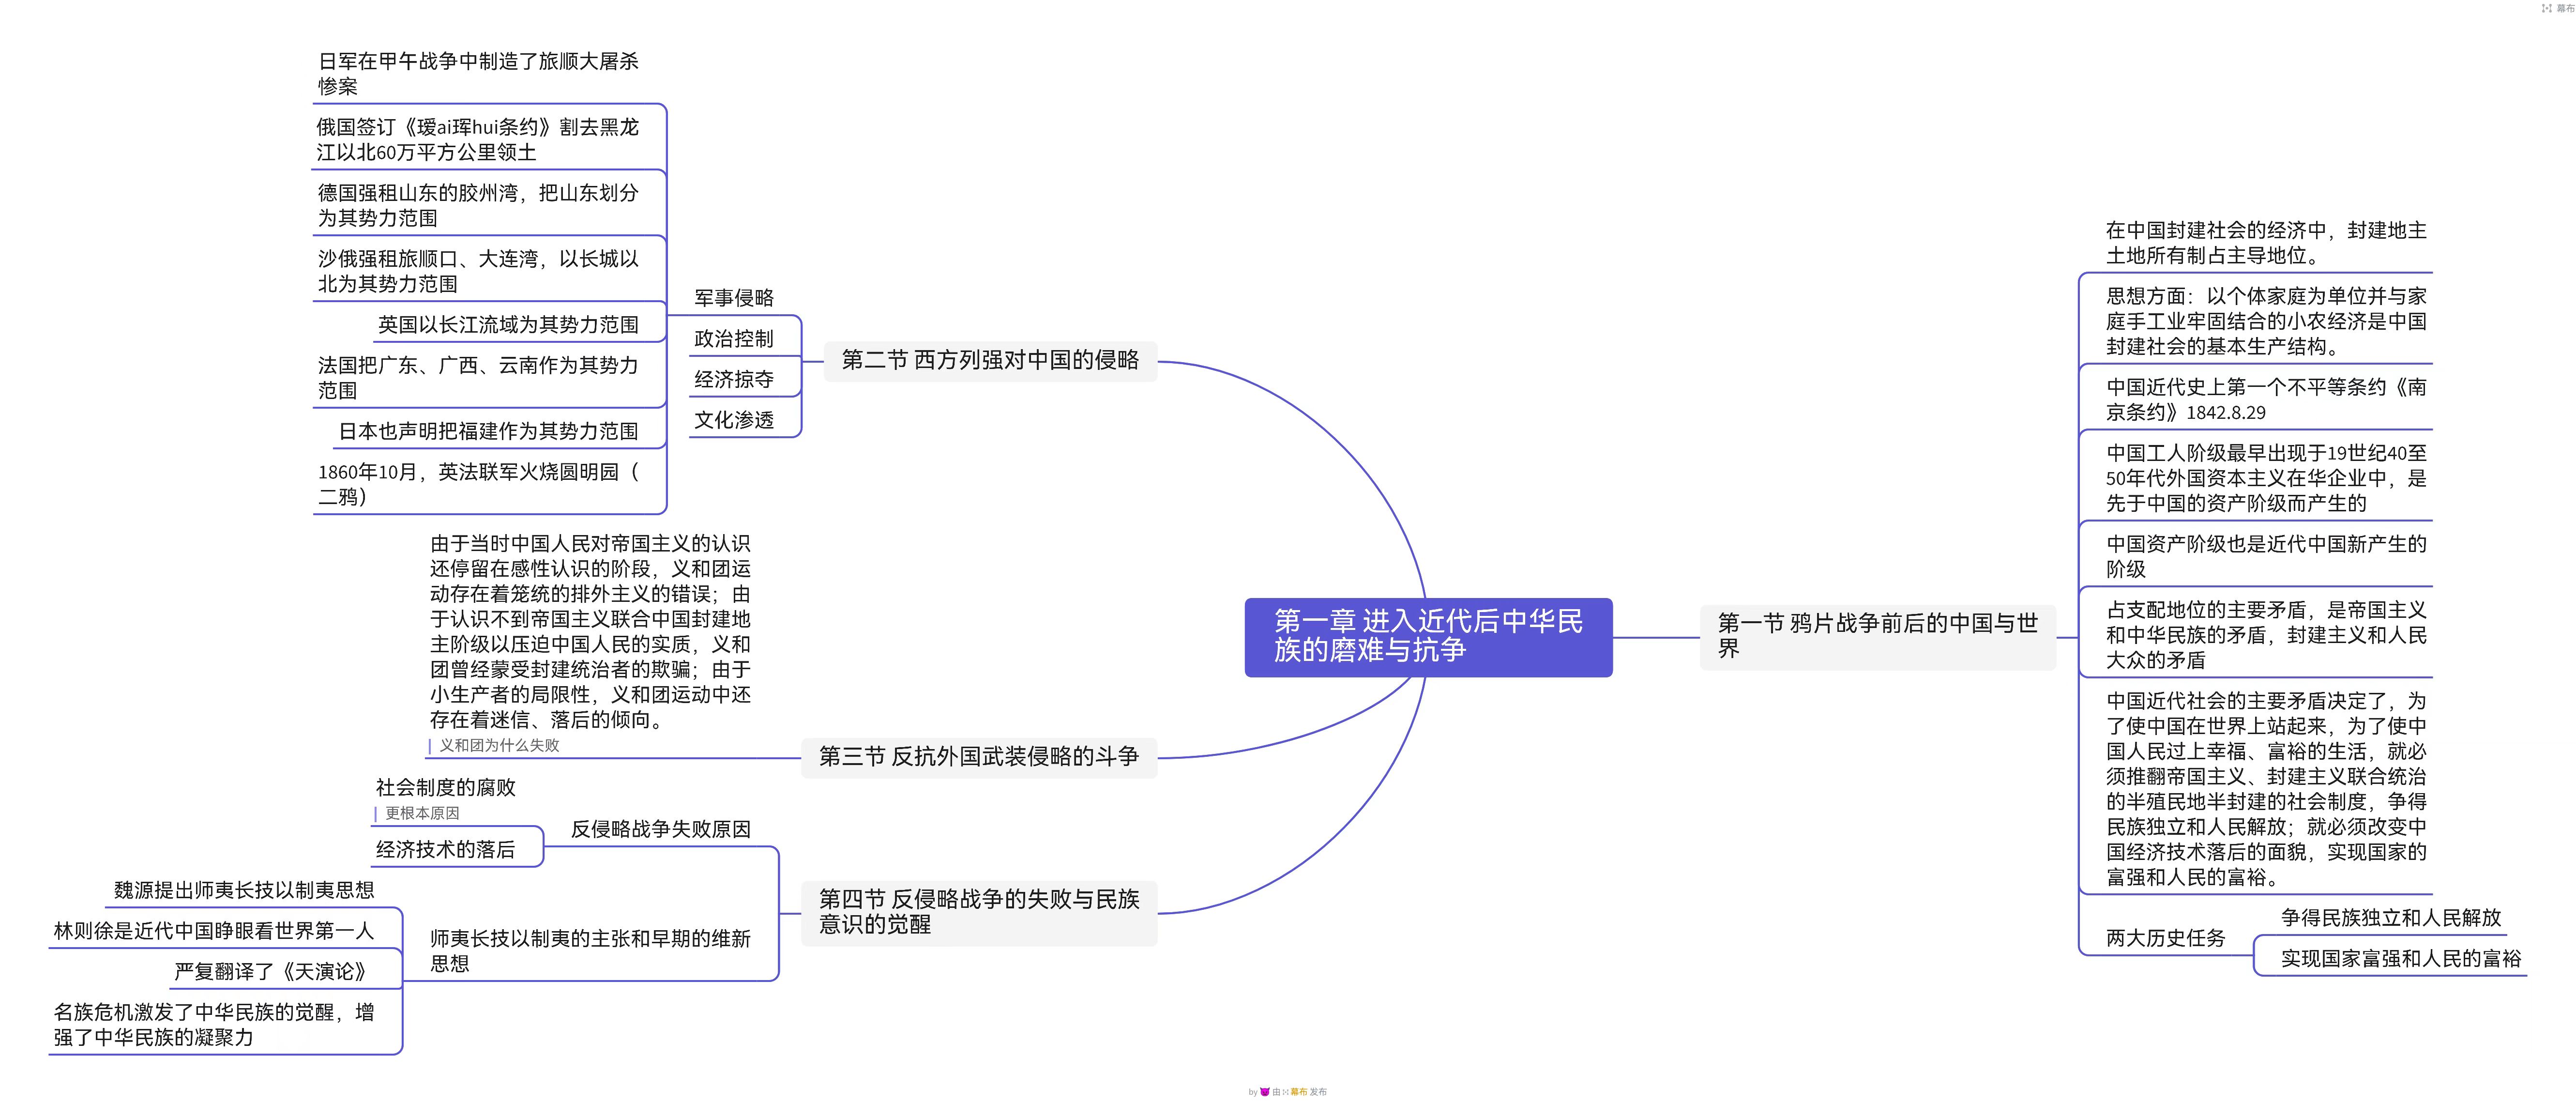 幕布
第一章 进入近代后中华民
族的磨难与抗争
第一节 鸦片战争前后的中国与世
界
在中国封建社会的经济中，封建地主
土地所有制占主导地位。
思想方面：以个体家庭为单位并与家
庭手工业牢固结合的小农经济是中国
封建社会的基本生产结构。
中国近代史上第一个不平等条约《南
京条约》1842.8.29
中国工人阶级最早出现于19世纪40至
50年代外国资本主义在华企业中，是
先于中国的资产阶级而产生的
中国资产阶级也是近代中国新产生的
阶级
占支配地位的主要矛盾，是帝国主义
和中华民族的矛盾，封建主义和人民
大众的矛盾
中国近代社会的主要矛盾决定了，为
了使中国在世界上站起来，为了使中
国人民过上幸福、富裕的生活，就必
须推翻帝国主义、封建主义联合统治
的半殖民地半封建的社会制度，争得
民族独立和人民解放；就必须改变中
国经济技术落后的面貌，实现国家的
富强和人民的富裕。
两大历史任务
争得民族独立和人民解放
实现国家富强和人民的富裕
第二节 西方列强对中国的侵略
军事侵略
日军在甲午战争中制造了旅顺大屠杀
惨案
俄国签订《瑷ai珲hui条约》割去黑龙
江以北60万平方公里领土
德国强租山东的胶州湾，把山东划分
为其势力范围
沙俄强租旅顺口、大连湾，以长城以
北为其势力范围
英国以长江流域为其势力范围
法国把广东、广西、云南作为其势力
范围
日本也声明把福建作为其势力范围
1860年10月，英法联军火烧圆明园（
二鸦）
政治控制
经济掠夺
文化渗透
第三节 反抗外国武装侵略的斗争
由于当时中国人民对帝国主义的认识
还停留在感性认识的阶段，义和团运
动存在着笼统的排外主义的错误；由
于认识不到帝国主义联合中国封建地
主阶级以压迫中国人民的实质，义和
团曾经蒙受封建统治者的欺骗；由于
小生产者的局限性，义和团运动中还
存在着迷信、落后的倾向。
义和团为什么失败
第四节 反侵略战争的失败与民族
意识的觉醒
反侵略战争失败原因
社会制度的腐败
更根本原因
经济技术的落后
师夷长技以制夷的主张和早期的维新
思想
魏源提出师夷长技以制夷思想
林则徐是近代中国睁眼看世界第一人
严复翻译了《天演论》
名族危机激发了中华民族的觉醒，增
强了中华民族的凝聚力
by 😈 由 幕布 发布